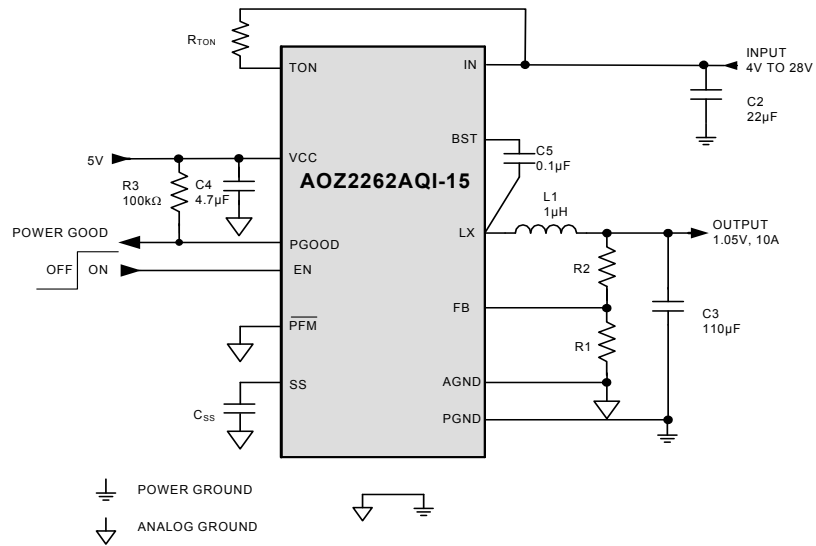 R_TON
TON
IN
INPUT
4V TO 28V
C2
22µF
BST
C5
0.1µF
5V
VCC
AOZ2262AQI-15
R3
100kΩ
C4
4.7µF
L1
1µH
POWER GOOD
PGOOD
LX
OUTPUT
1.05V, 10A
OFF
ON
EN
R2
FB
C3
110µF
PFM
R1
SS
AGND
C_SS
PGND
POWER GROUND
ANALOG GROUND